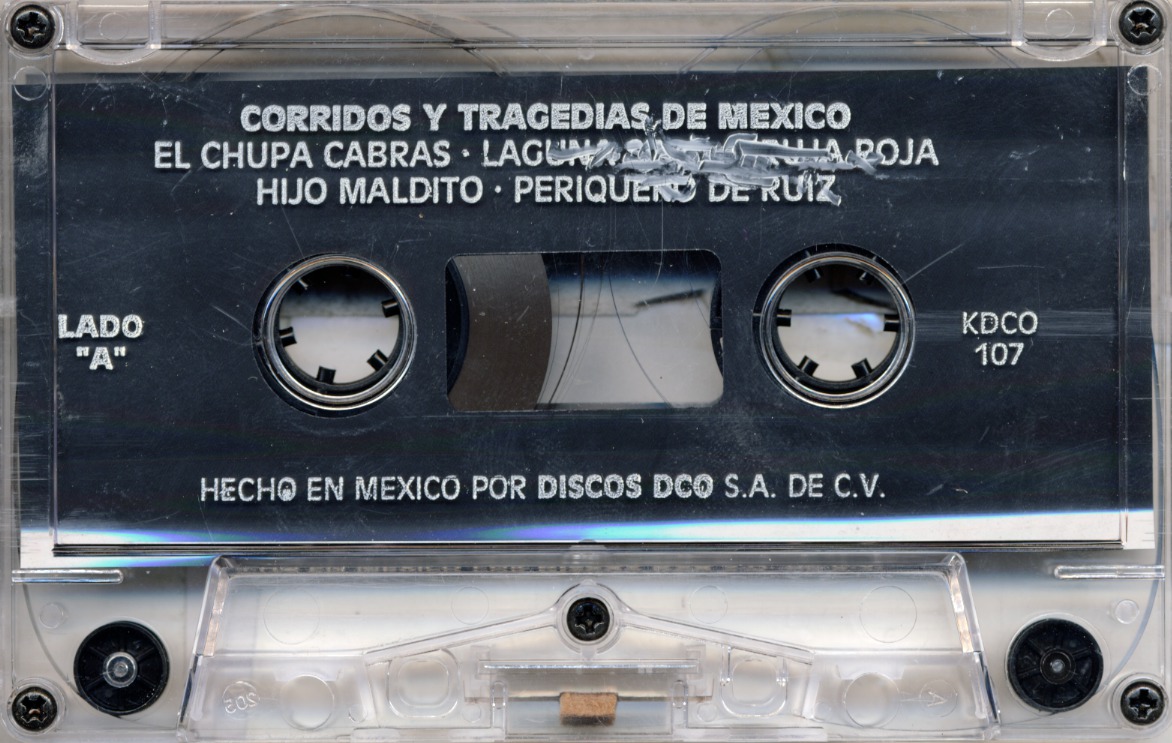 CORRIDOS Y TRAGEDIAS DE MEXICO
EL CHUPA CABRAS · ROJA
HIJO MALDITO · PERIQUERO DE RUIZ
LADO
"A"
KDCO
107
HECHO EN MEXICO POR DISCOS DCO S.A. DE C.V.